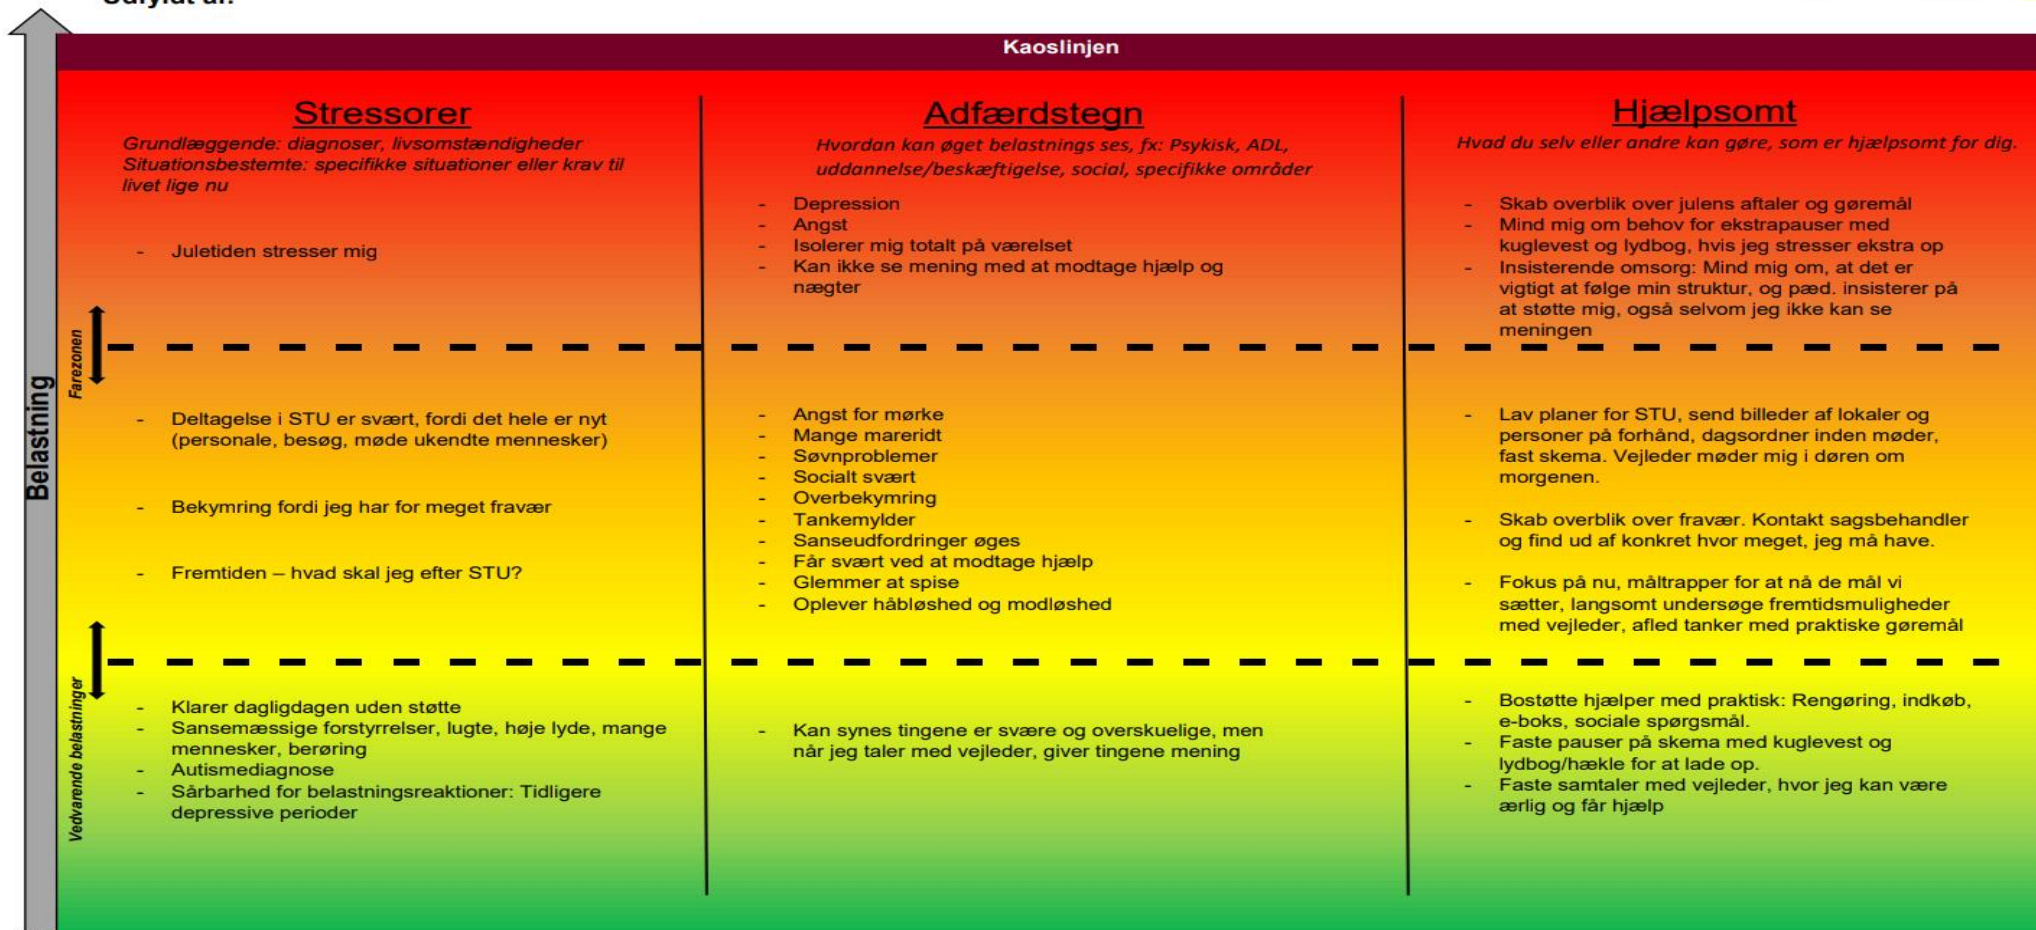 Udfyldt af:
Kaoslinjen
Belastning
Farezonen
Vedvarende belastninger
Stressorer
Grundlæggende: diagnoser, livsomstændigheder
Situationsbestemte: specifikke situationer eller krav til
livet lige nu
- Juletiden stresser mig
- Deltagelse i STU er svært, fordi det hele er nyt
(personale, besøg, møde ukendte mennesker)
- Bekymring fordi jeg har for meget fravær
- Fremtiden – hvad skal jeg efter STU?
- Klarer dagligdagen uden støtte
- Sansemæssige forstyrrelser, lugte, høje lyde, mange
mennesker, berøring
- Autismediagnose
- Sårbarhed for belastningsreaktioner: Tidligere
depressive perioder
Adfærdstegn
Hvordan kan øget belastnings ses, fx: Psykisk, ADL,
uddannelse/beskæftigelse, social, specifikke områder
- Depression
- Angst
- Isolerer mig totalt på værelset
- Kan ikke se mening med at modtage hjælp og
nægter
- Angst for mørke
- Mange mareridt
- Søvnproblemer
- Socialt svært
- Overbekymring
- Tankemylder
- Sanseudfordringer øges
- Får svært ved at modtage hjælp
- Glemmer at spise
- Oplever håbløshed og modløshed
- Kan synes tingene er svære og overskuelige, men
når jeg taler med vejleder, giver tingene mening
Hjælpsomt
Hvad du selv eller andre kan gøre, som er hjælpsomt for dig.
- Skab overblik over julens aftaler og gøremål
- Mind mig om behov for ekstrapauser med
kuglevest og lydbog, hvis jeg stresser ekstra op
- Insisterende omsorg: Mind mig om, at det er
vigtigt at følge min struktur, og pæd. insisterer på
at støtte mig, også selvom jeg ikke kan se
meningen
- Lav planer for STU, send billeder af lokaler og
personer på forhånd, dagsordner inden møder,
fast skema. Vejleder møder mig i døren om
morgenen.
- Skab overblik over fravær. Kontakt sagsbehandler
og find ud af konkret hvor meget, jeg må have.
- Fokus på nu, måltrapper for at nå de mål vi
sætter, langsomt undersøge fremtidsmuligheder
med vejleder, afled tanker med praktiske gøremål
- Bostøtte hjælper med praktisk: Rengøring, indkøb,
e-boks, sociale spørgsmål.
- Faste pauser på skema med kuglevest og
lydbog/hækle for at lade op.
- Faste samtaler med vejleder, hvor jeg kan være
ærlig og får hjælp